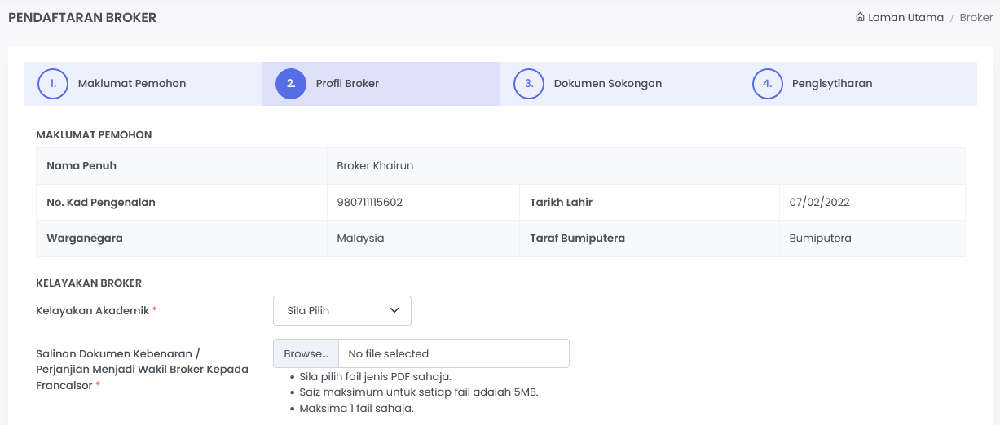 PENDAFTARAN BROKER
Laman Utama / Broker
1. Maklumat Pemohon
2. Profil Broker
3. Dokumen Sokongan
4. Pengisytiharan
MAKLUMAT PEMOHON
Nama Penuh Broker Khairun
No. Kad Pengenalan 980711115602 Tarikh Lahir 07/02/2022
Warganegara Malaysia Taraf Bumiputera Bumiputera
KELAYAKAN BROKER
Kelayakan Akademik * Sila Pilih
Salinan Dokumen Kebenaran /
Perjanjian Menjadi Wakil Broker Kepada
Francaisor *
Browse... No file selected.
• Sila pilih fail jenis PDF sahaja.
• Saiz maksimum untuk setiap fail adalah 5MB.
• Maksima 1 fail sahaja.